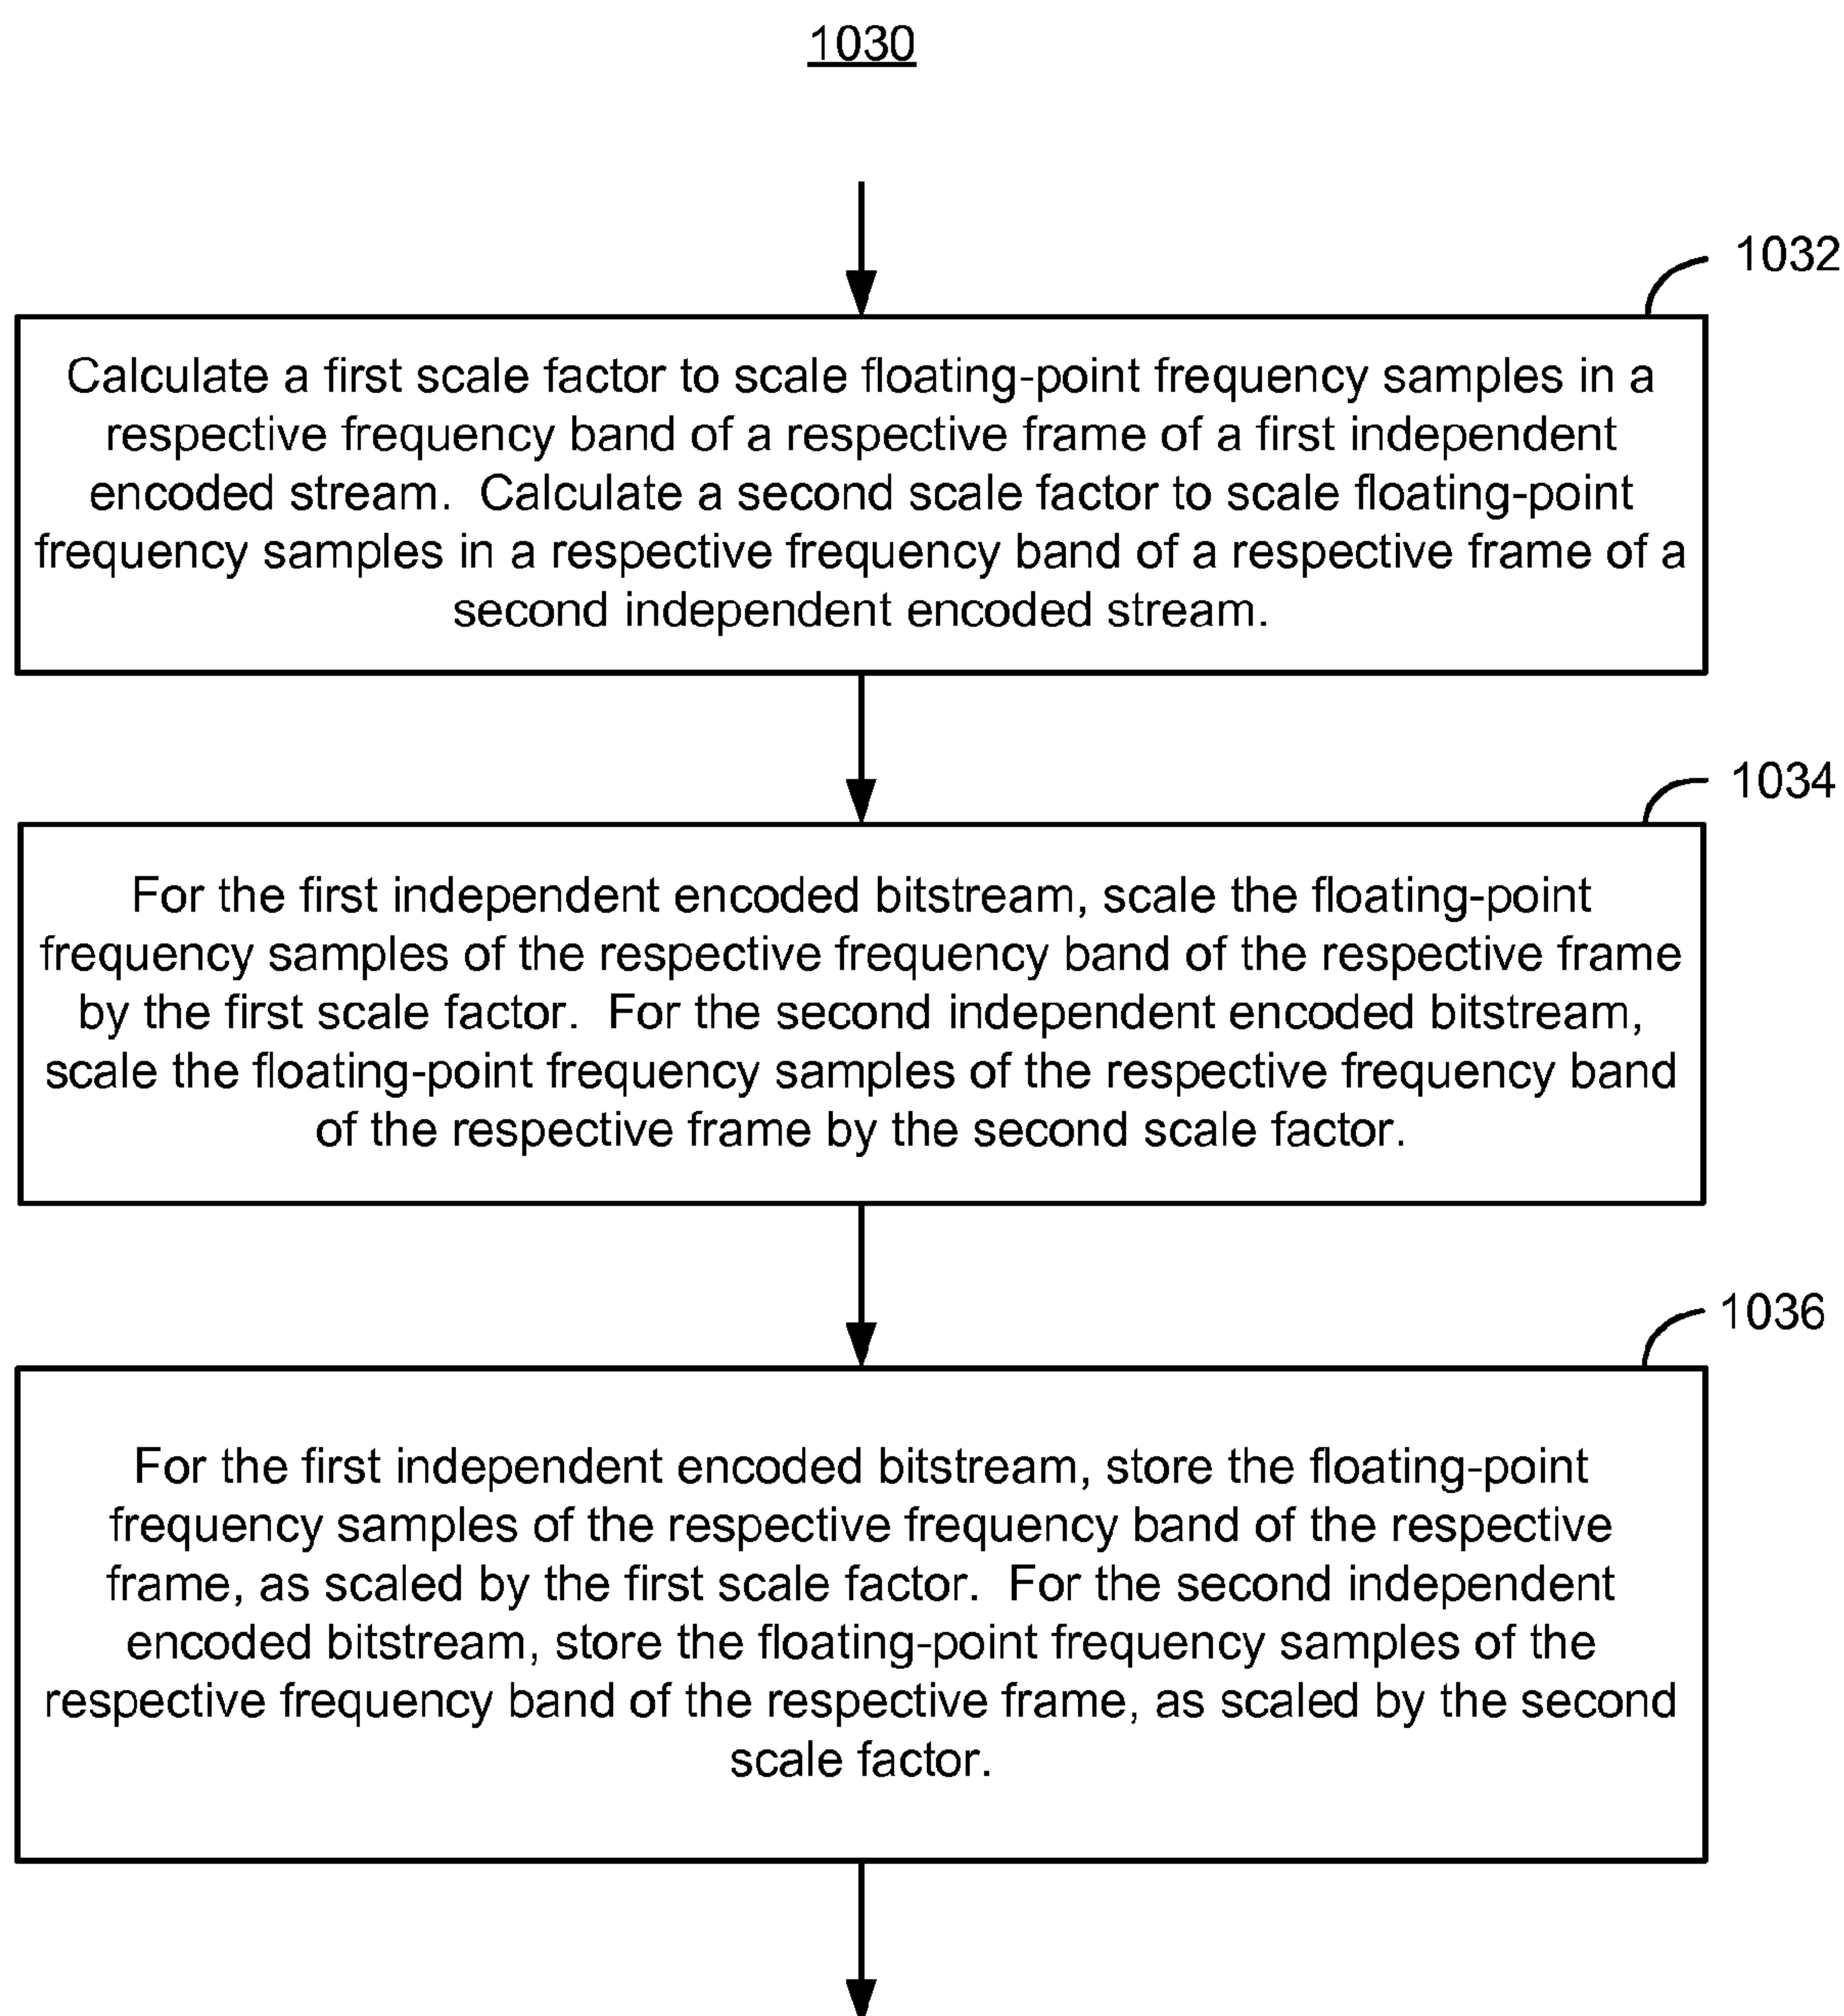 1030
1032
Calculate a first scale factor to scale floating-point frequency samples in a
respective frequency band of a respective frame of a first independent
encoded stream.  Calculate a second scale factor to scale floating-point
frequency samples in a respective frequency band of a respective frame of a
second independent encoded stream.
1034
For the first independent encoded bitstream, scale the floating-point
frequency samples of the respective frequency band of the respective frame
by the first scale factor.  For the second independent encoded bitstream,
scale the floating-point frequency samples of the respective frequency band
of the respective frame by the second scale factor.
1036
For the first independent encoded bitstream, store the floating-point
frequency samples of the respective frequency band of the respective
frame, as scaled by the first scale factor.  For the second independent
encoded bitstream, store the floating-point frequency samples of the
respective frequency band of the respective frame, as scaled by the second
scale factor.